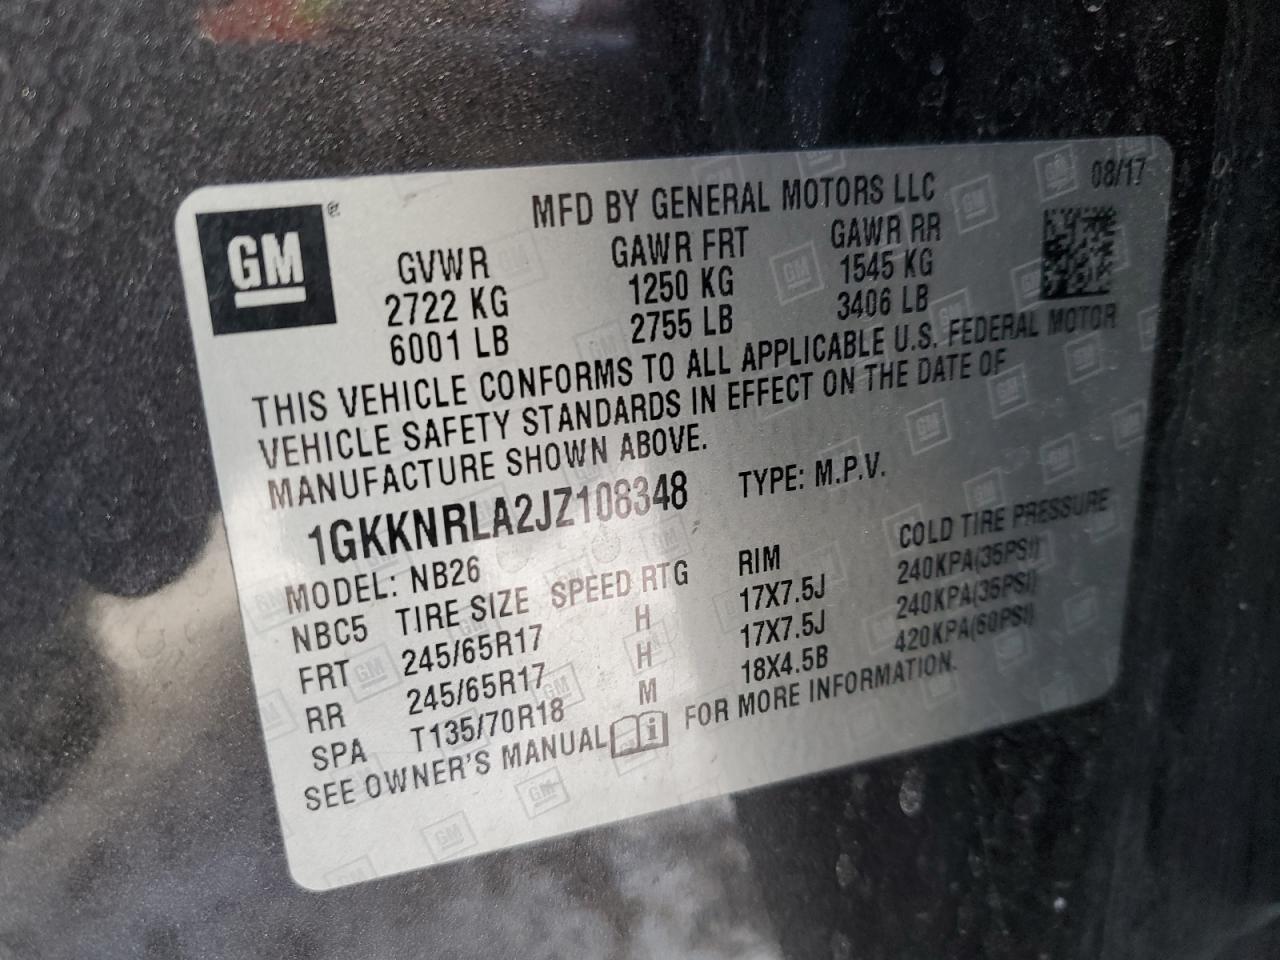 GM
MFD BY GENERAL MOTORS LLC 08/17
GVWR GAWR FRT GAWR RR
2722 KG 1250 KG 1545 KG
6001 LB 2755 LB 3406 LB
THIS VEHICLE CONFORMS TO ALL APPLICABLE U.S. FEDERAL MOTOR
VEHICLE SAFETY STANDARDS IN EFFECT ON THE DATE OF
MANUFACTURE SHOWN ABOVE.
1GKKNRLA2JZ108348 TYPE: M.P.V.
MODEL: NB26
NBC5 TIRE SIZE SPEED RTG RIM COLD TIRE PRESSURE
FRT 245/65R17 H 17X7.5J 240KPA(35PSI)
RR 245/65R17 H 17X7.5J 240KPA(35PSI)
SPA T135/70R18 M 18X4.5B 420KPA(60PSI)
SEE OWNER'S MANUAL FOR MORE INFORMATION.